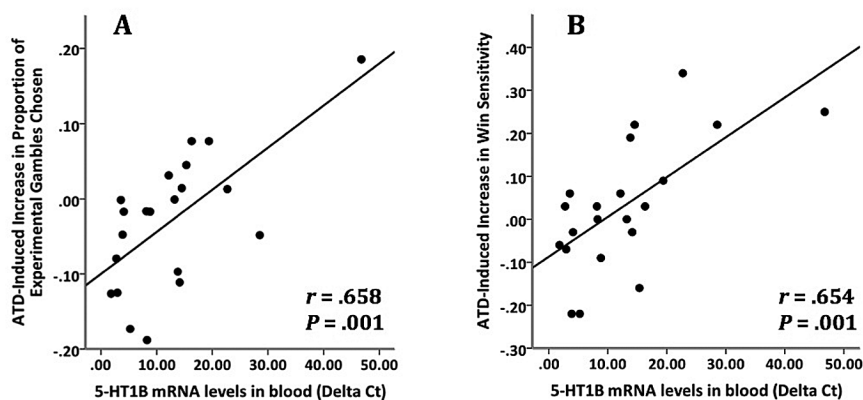 A
ATD-Induced Increase in Proportion of
Experimental Gambles Chosen
.20
.10
.00
-.10
-.20
r = .658
P = .001
.00 10.00 20.00 30.00 40.00 50.00
5-HT1B mRNA levels in blood (Delta Ct)
B
ATD-Induced Increase in Win Sensitivity
.40
.30
.20
.10
.00
-.10
-.20
-.30
r = .654
P = .001
.00 10.00 20.00 30.00 40.00 50.00
5-HT1B mRNA levels in blood (Delta Ct)